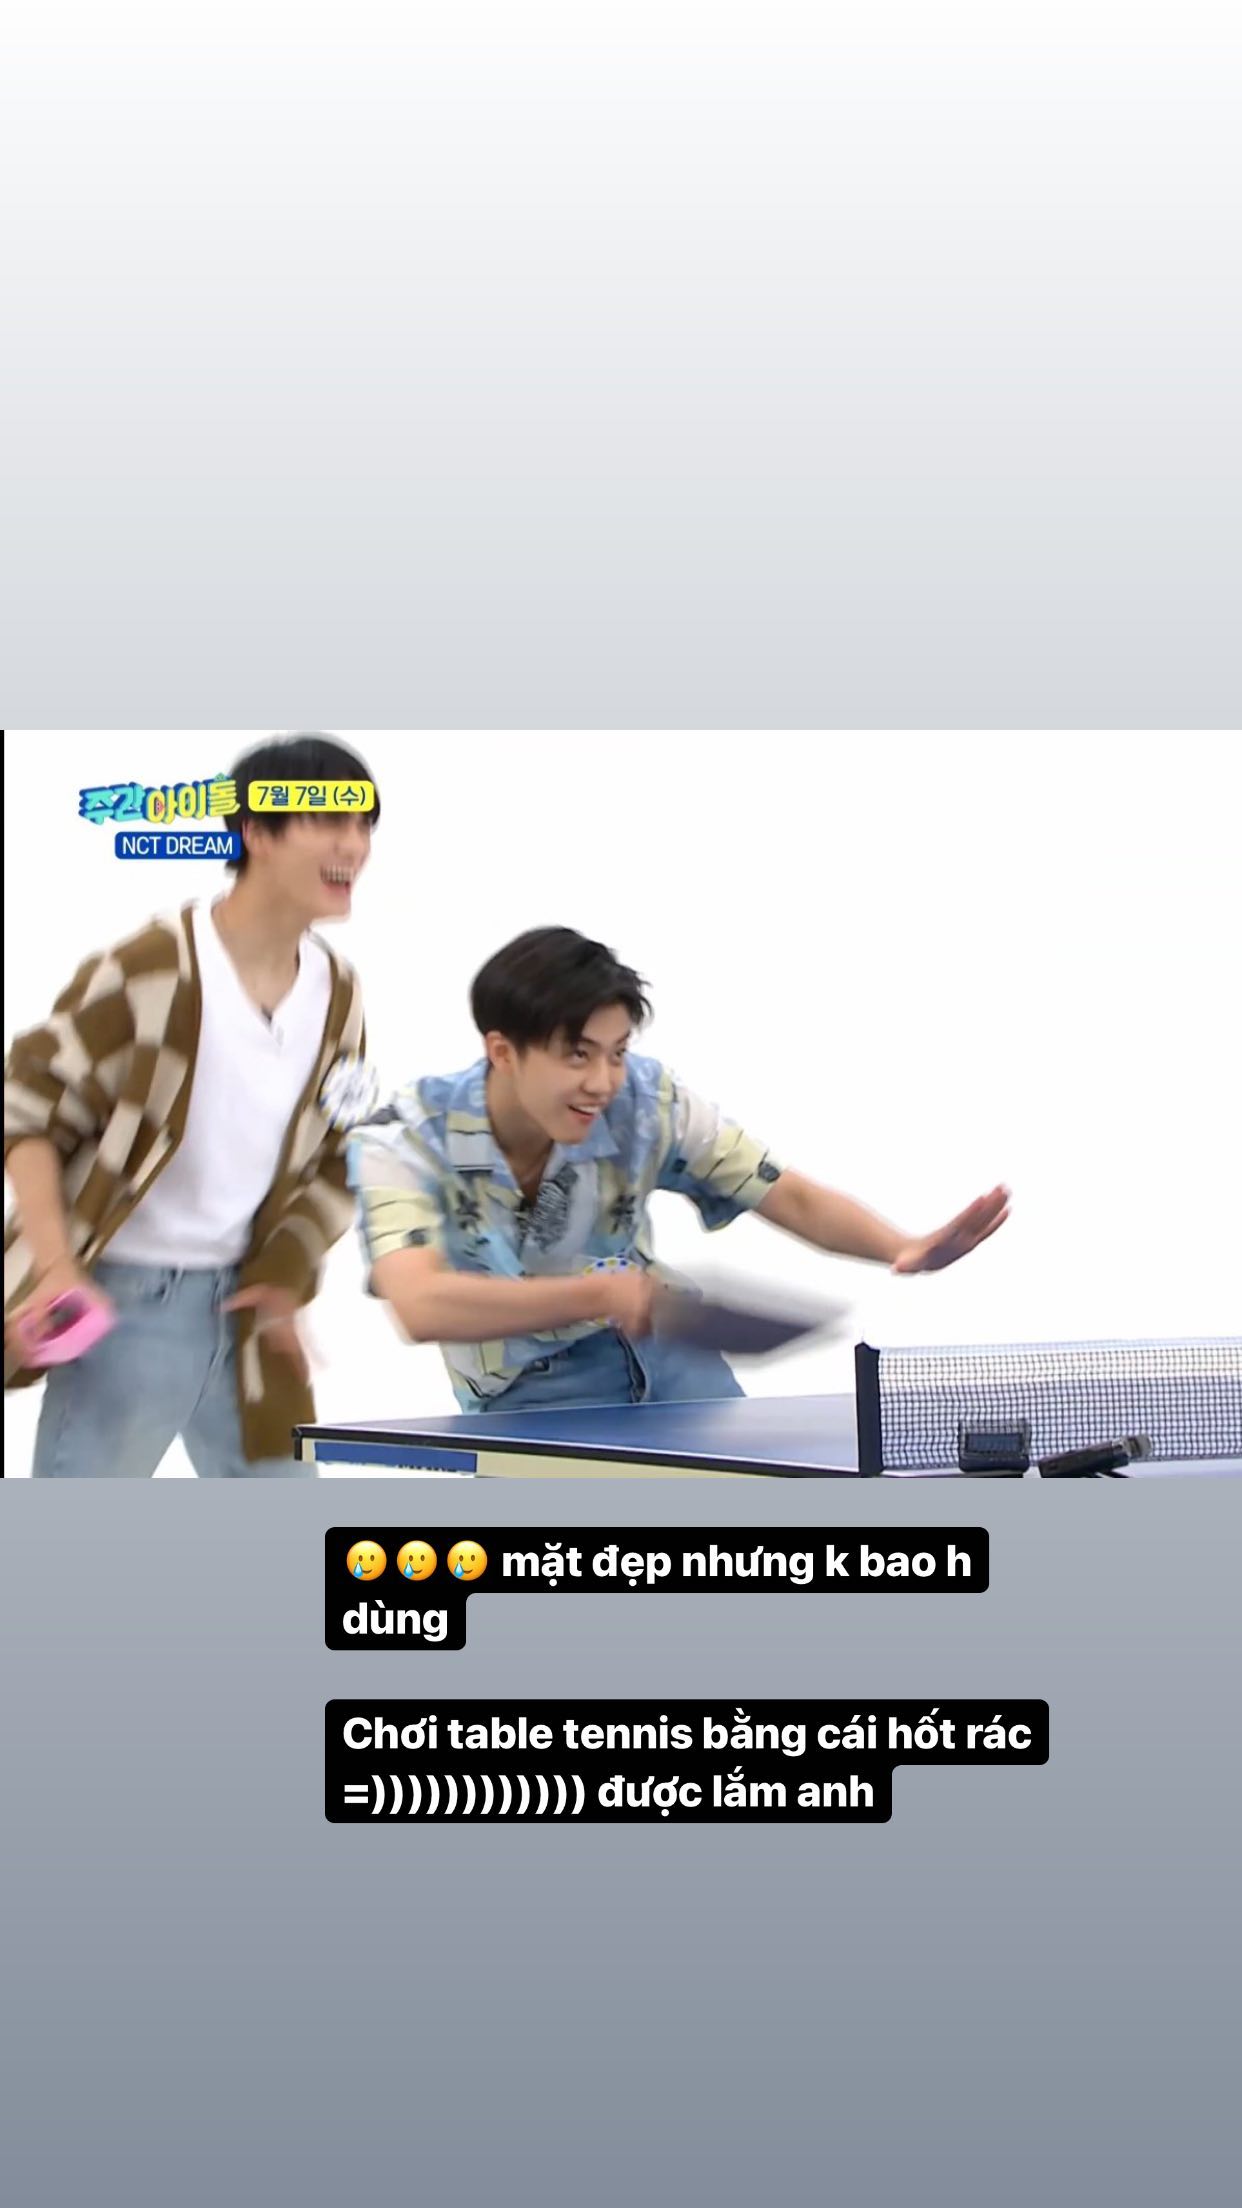 주간아이돌 7월 7일 (수)
NCT DREAM
🥲🥲🥲 mặt đẹp nhưng k bao h
dùng
Chơi table tennis bằng cái hốt rác
=)))))))))))) được lắm anh